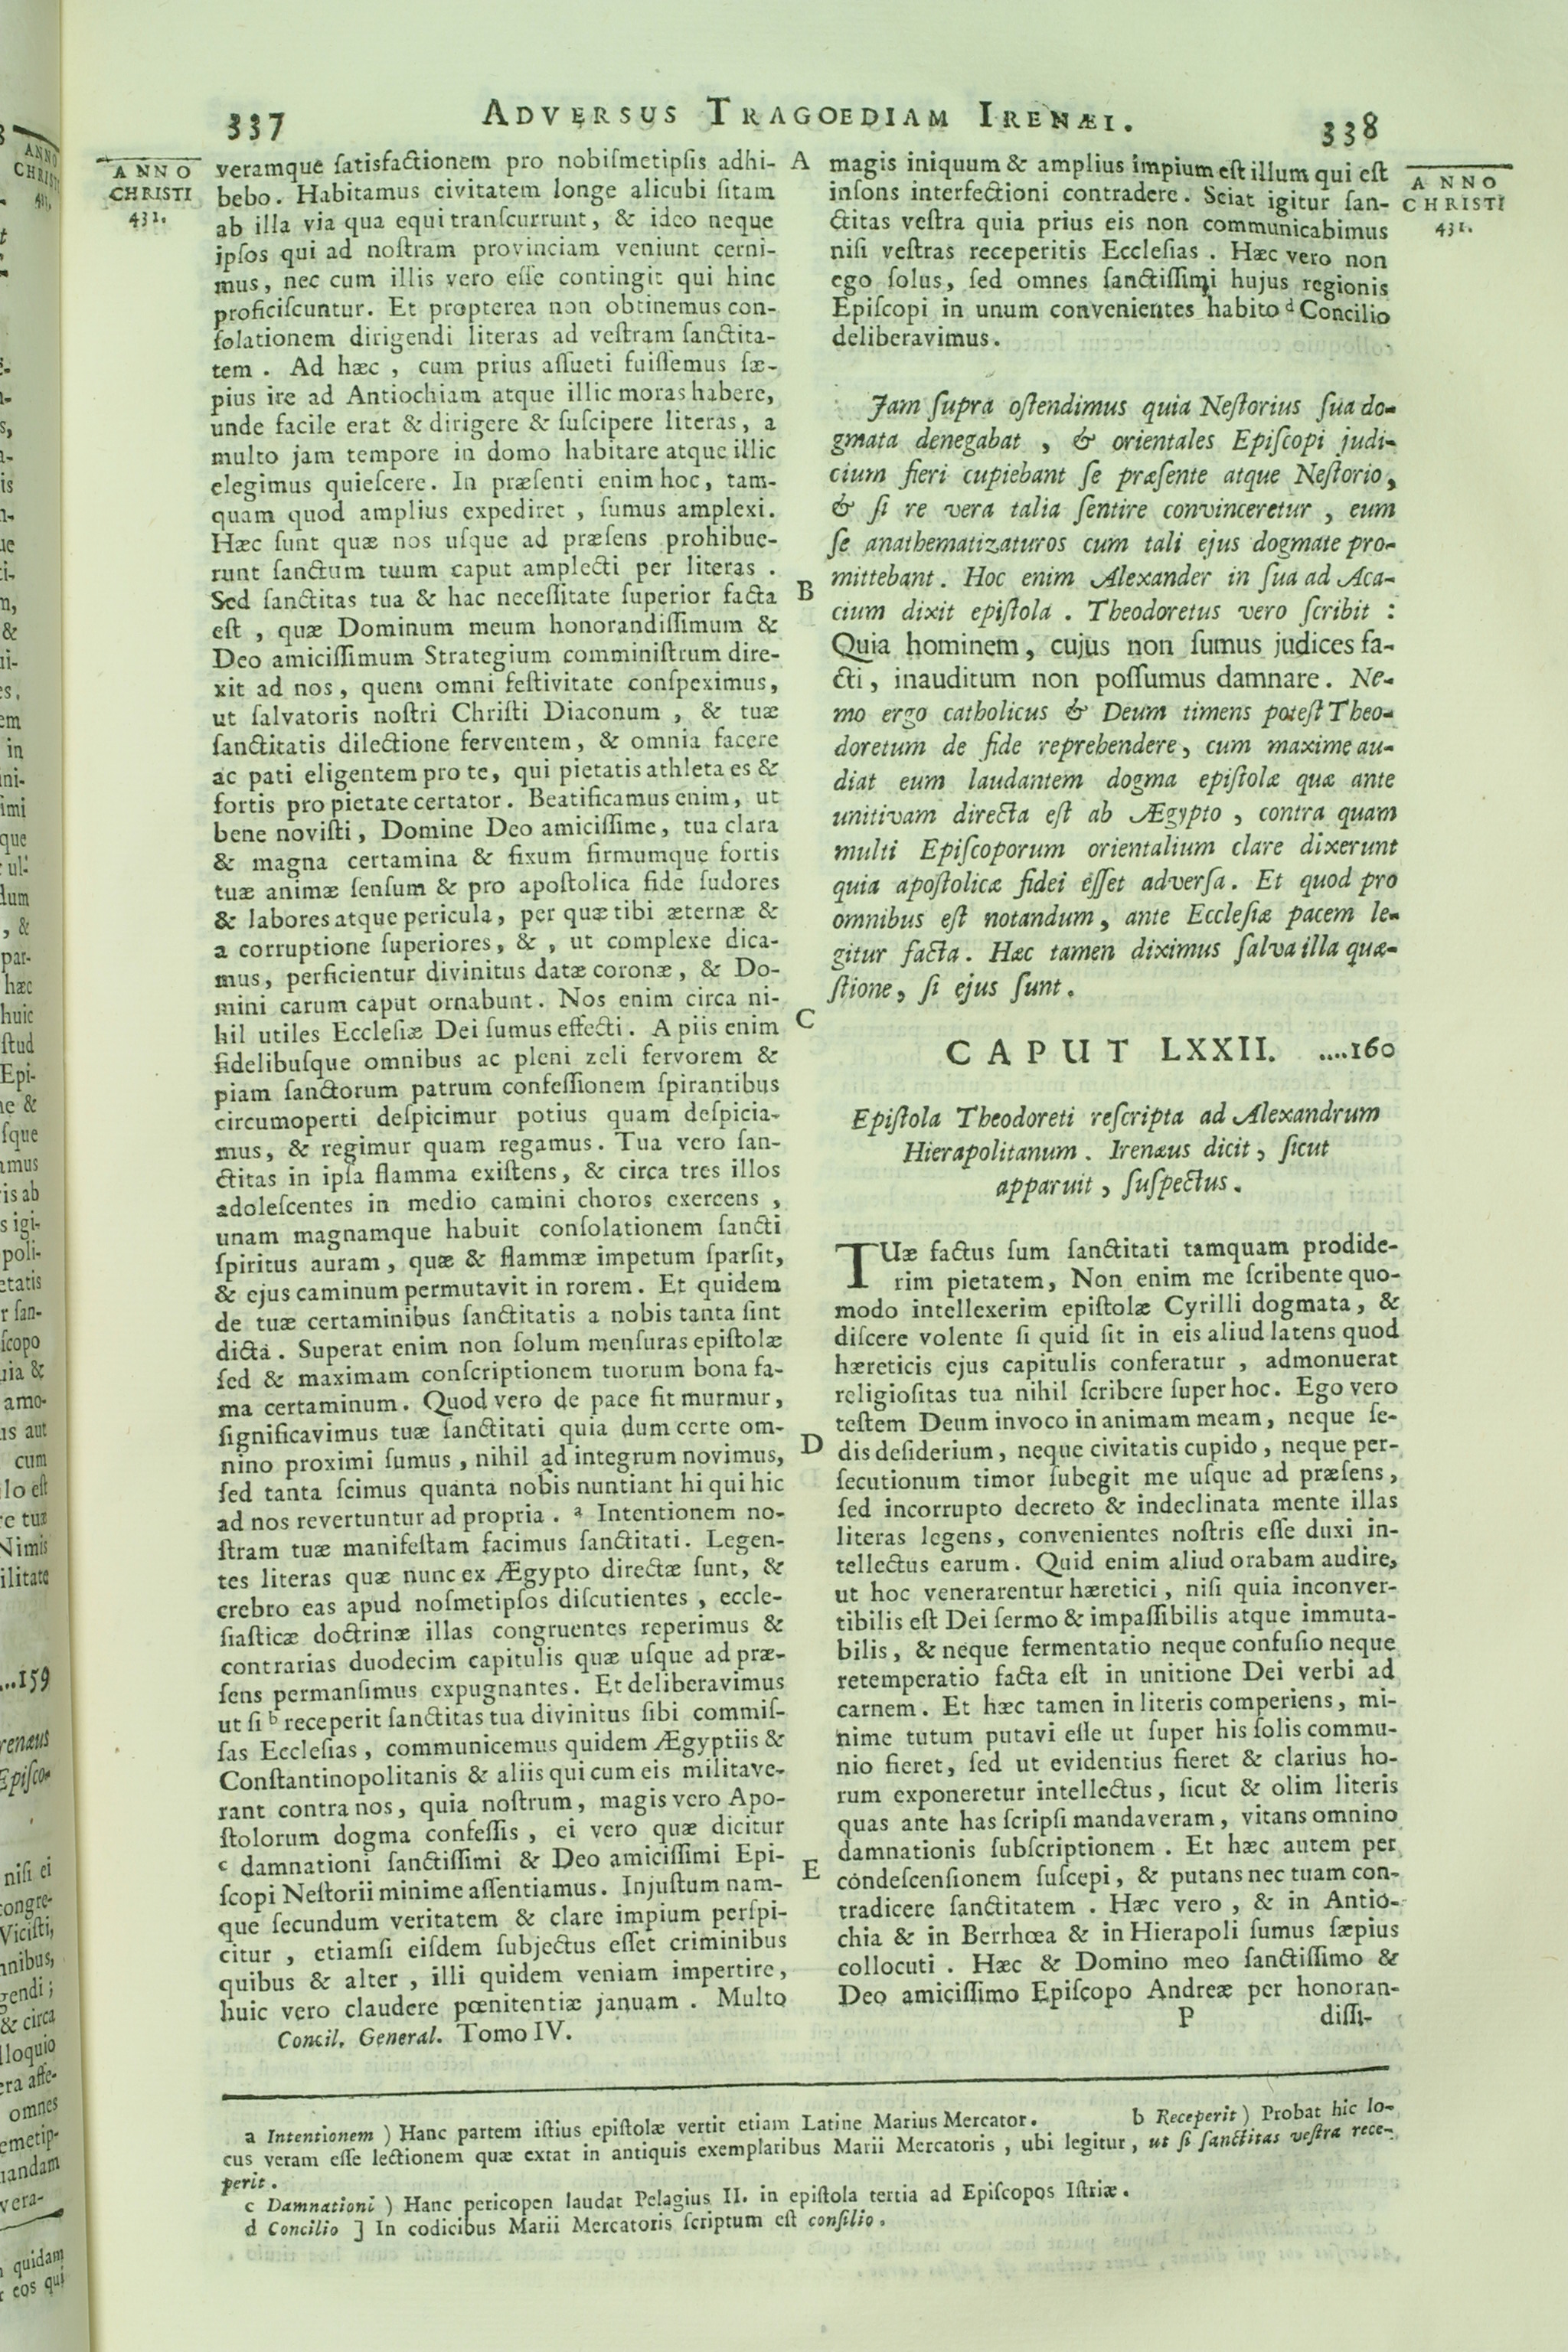 337
ADVERSUS TRAGOEDIAM IRENÆI.
338
ANNO
CHRISTI
431.
veramque ſatisfactionem pro nobiſmetipſis adhi-
bebo. Habitamus civitatem longe alicubi ſitam
ab illa via qua equi tranſcurrunt, & ideo neque
ipſos qui ad noſtram provinciam veniunt cerni-
mus, nec cum illis vero eſſe contingit qui hinc
proficiſcuntur. Et propterea non obtinemus con-
ſolationem dirigendi literas ad veſtram ſanctita-
tem. Ad hæc, cum prius aſſueti fuiſſemus ſæ-
pius ire ad Antiochiam atque illic moras habere,
unde facile erat & dirigere & ſuſcipere literas, a
multo jam tempore in domo habitare atque illic
elegimus quieſcere. In præſenti enim hoc, tam-
quam quod amplius expediret, ſumus amplexi.
Hæc ſunt quæ nos uſque ad præſens prohibue-
runt ſanctum tuum caput amplecti per literas.
Sed ſanctitas tua & hac neceſſitate ſuperior facta
eſt, quæ Dominum meum honorandiſſimum &
Deo amiciſſimum Strategium comminiſtrum dire-
xit ad nos, quem omni feſtivitate conſpeximus,
ut ſalvatoris noſtri Chriſti Diaconum, & tuæ
ſanctitatis dilectione ferventem, & omnia facere
ac pati eligentem pro te, qui pietatis athleta es &
fortis pro pietate certator. Beatificamus enim, ut
bene noviſti, Domine Deo amiciſſime, tua clara
& magna certamina & fixum firmumque fortis
tuæ animæ ſenſum & pro apoſtolica fide ſudores
& labores atque pericula, per quæ tibi æternæ &
a corruptione ſuperiores, &, ut complexe dica-
mus, perficientur divinitus datæ coronæ, & Do-
mini carum caput ornabunt. Nos enim circa ni-
hil utiles Eccleſiæ Dei ſumus effecti. A piis enim
fidelibuſque omnibus ac pleni zeli fervorem &
piam ſanctorum patrum confeſſionem ſpirantibus
circumoperti deſpicimur potius quam deſpicia-
mus, & regimur quam regamus. Tua vero ſan-
ctitas in ipſa flamma exiſtens, & circa tres illos
adoleſcentes in medio camini choros exercens,
unam magnamque habuit conſolationem ſancti
ſpiritus auram, quæ & flammæ impetum ſparſit,
& ejus caminum permutavit in rorem. Et quidem
de tuæ certaminibus ſanctitatis a nobis tanta ſint
dicta. Superat enim non ſolum menſuras epiſtolæ
ſed & maximam conſcriptionem tuorum bona fa-
ma certaminum. Quod vero de pace fit murmur,
ſignificavimus tuæ ſanctitati quia dum certe om-
nino proximi ſumus, nihil ad integrum novimus,
ſed tanta ſcimus quanta nobis nuntiant hi qui hic
ad nos revertuntur ad propria. a Intentionem no-
ſtram tuæ manifeſtam facimus ſanctitati. Legen-
tes literas quæ nunc ex Ægypto directæ ſunt, &
crebro eas apud noſmetipſos diſcutientes, eccle-
ſiaſticæ doctrinæ illas congruentes reperimus &
contrarias duodecim capitulis quæ uſque ad præ-
ſens permanſimus expugnantes. Et deliberavimus
ut ſi b receperit ſanctitas tua divinitus ſibi commiſ-
ſas Eccleſias, communicemus quidem Ægyptiis &
Conſtantinopolitanis & aliis qui cum eis militave-
rant contra nos, quia noſtrum, magis vero Apo-
ſtolorum dogma confeſſis, ei vero quæ dicitur
c damnationi ſanctiſſimi & Deo amiciſſimi Epi-
ſcopi Neſtorii minime aſſentiamus. Injuſtum nam-
que ſecundum veritatem & clare impium perſpi-
citur, etiamſi eiſdem ſubjectus eſſet criminibus
quibus & alter, illi quidem veniam impertire,
huic vero claudere pœnitentiæ januam. Multo
Concil. General. Tomo IV.
A
B
C
D
E
magis iniquum & amplius impium eſt illum qui eſt
inſons interfectioni contradere. Sciat igitur ſan-
ctitas veſtra quia prius eis non communicabimus
niſi veſtras receperitis Eccleſias. Hæc vero non
ego ſolus, ſed omnes ſanctiſſimi hujus regionis
Epiſcopi in unum convenientes habito d Concilio
deliberavimus.
ANNO
CHRISTI
431.
Jam ſupra oſtendimus quia Neſtorius ſua do-
gmata denegabat, & orientales Epiſcopi judi-
cium fieri cupiebant ſe præſente atque Neſtorio,
& ſi re vera talia ſentire convinceretur, eum
ſe anathematizaturos cum tali ejus dogmate pro-
mittebant. Hoc enim Alexander in ſua ad Aca-
cium dixit epiſtola. Theodoretus vero ſcribit:
Quia hominem, cujus non ſumus judices fa-
cti, inauditum non poſſumus damnare. Ne-
mo ergo catholicus & Deum timens poteſt Theo-
doretum de fide reprehendere, cum maxime au-
diat eum laudantem dogma epiſtolæ quæ ante
unitivam directa eſt ab Ægypto, contra quam
multi Epiſcoporum orientalium clare dixerunt
quia apoſtolicæ fidei eſſet adverſa. Et quod pro
omnibus eſt notandum, ante Eccleſiæ pacem le-
gitur facta. Hæc tamen diximus ſalva illa quæ-
ſtione, ſi ejus ſunt.
CAPUT LXXII. ....160
Epiſtola Theodoreti reſcripta ad Alexandrum
Hierapolitanum. Irenæus dicit, ſicut
apparuit, ſuſpectus.
TUæ factus ſum ſanctitati tamquam prodide-
rim pietatem, Non enim me ſcribente quo-
modo intellexerim epiſtolæ Cyrilli dogmata, &
diſcere volente ſi quid ſit in eis aliud latens quod
hæreticis ejus capitulis conferatur, admonuerat
religioſitas tua nihil ſcribere ſuper hoc. Ego vero
teſtem Deum invoco in animam meam, neque ſe-
dis deſiderium, neque civitatis cupido, neque per-
ſecutionum timor ſubegit me uſque ad præſens,
ſed incorrupto decreto & indeclinata mente illas
literas legens, convenientes noſtris eſſe duxi in-
tellectus earum. Quid enim aliud orabam audire,
ut hoc venerarentur hæretici, niſi quia inconver-
tibilis eſt Dei ſermo & impaſſibilis atque immuta-
bilis, & neque fermentatio neque confuſio neque
retemperatio facta eſt in unitione Dei verbi ad
carnem. Et hæc tamen in literis comperiens, mi-
nime tutum putavi eſſe ut ſuper his ſolis commu-
nio fieret, ſed ut evidentius fieret & clarius ho-
rum exponeretur intellectus, ſicut & olim literis
quas ante has ſcripſi mandaveram, vitans omnino
damnationis ſubſcriptionem. Et hæc autem per
condeſcenſionem ſuſcepi, & putans nec tuam con-
tradicere ſanctitatem. Hæc vero, & in Antio-
chia & in Berrhœa & in Hierapoli ſumus ſæpius
collocuti. Hæc & Domino meo ſanctiſſimo &
Deo amiciſſimo Epiſcopo Andreæ per honoran-
P
diſſi-
a Intentionem ) Hanc partem iſtius epiſtolæ vertit etiam Latine Marius Mercator. b Receperit ) Probat hic lo-
cus veram eſſe lectionem quæ extat in antiquis exemplaribus Marii Mercatoris, ubi legitur, ut ſi ſanctitas veſtra rece-
perit.
c Damnationi ) Hanc pericopen laudat Pelagius II. in epiſtola tertia ad Epiſcopos Iſtriæ.
d Concilio ] In codicibus Marii Mercatoris ſcriptum eſt conſilio.